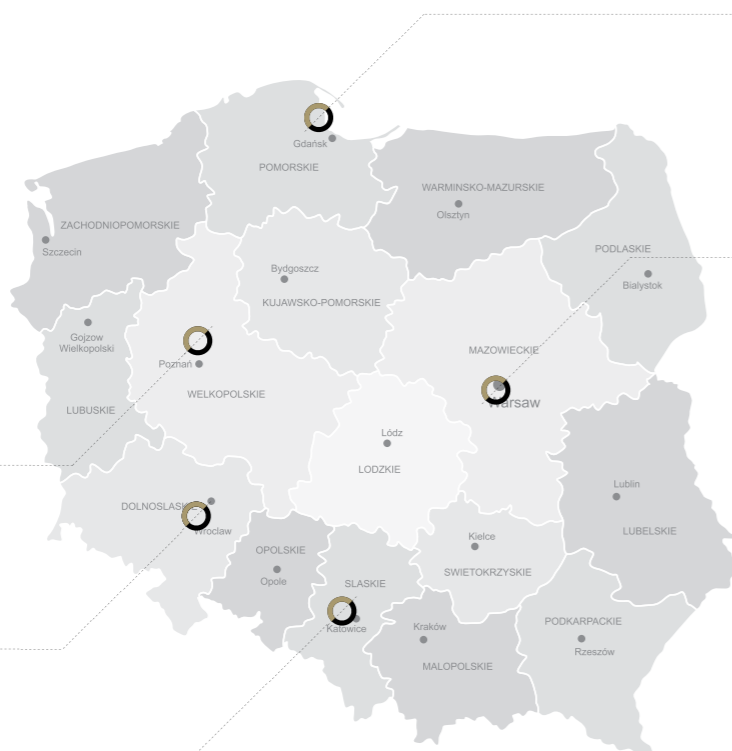 Gdańsk
POMORSKIE
WARMINSKO-MAZURSKIE
Olsztyn
ZACHODNIOPOMORSKIE
Szczecin
PODLASKIE
Bialystok
Bydgoszcz
KUJAWSKO-POMORSKIE
Gojzow
Wielkopolski
MAZOWIECKIE
Poznań
WELKOPOLSKIE
Warsaw
LUBUSKIE
Lódz
LODZKIE
Lublin
LUBELSKIE
DOLNOSLASKIE
Wroclaw
Kielce
SWIETOKRZYSKIE
OPOLSKIE
Opole
SLASKIE
Katowice
Kraków
MALOPOLSKIE
PODKARPACKIE
Rzeszów